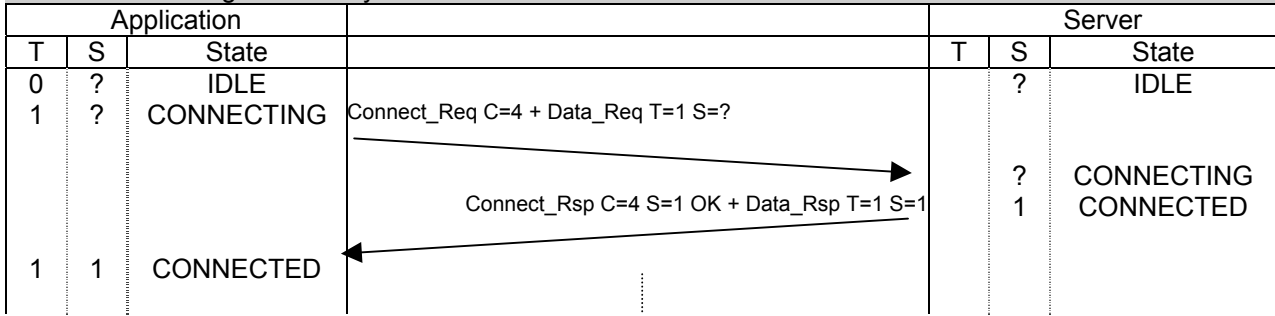 Application Server
T S State T S State
0 ? IDLE ? IDLE
1 ? CONNECTING Connect_Req C=4 + Data_Req T=1 S=?
? CONNECTING
Connect_Rsp C=4 S=1 OK + Data_Rsp T=1 S=1 1 CONNECTED
1 1 CONNECTED